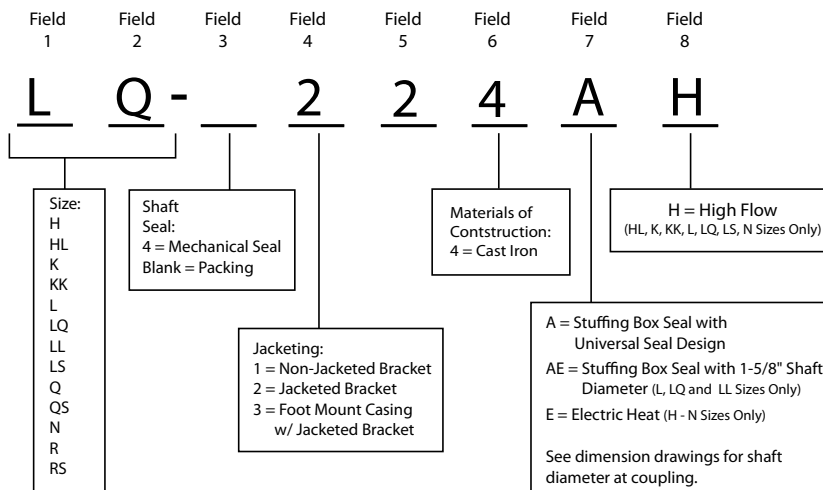 Field Field Field Field Field Field Field Field
1 2 3 4 5 6 7 8
L Q - 2 2 4 A H
Size:
H
HL
K
KK
L
LQ
LL
LS
Q
QS
N
R
RS
Shaft
Seal:
4 = Mechanical Seal
Blank = Packing
Jacketing:
1 = Non-Jacketed Bracket
2 = Jacketed Bracket
3 = Foot Mount Casing
w/ Jacketed Bracket
Materials of
Contstruction:
4 = Cast Iron
H = High Flow
(HL, K, KK, L, LQ, LS, N Sizes Only)
A = Stuffing Box Seal with
Universal Seal Design
AE = Stuffing Box Seal with 1-5/8" Shaft
Diameter (L, LQ and LL Sizes Only)
E = Electric Heat (H - N Sizes Only)
See dimension drawings for shaft
diameter at coupling.